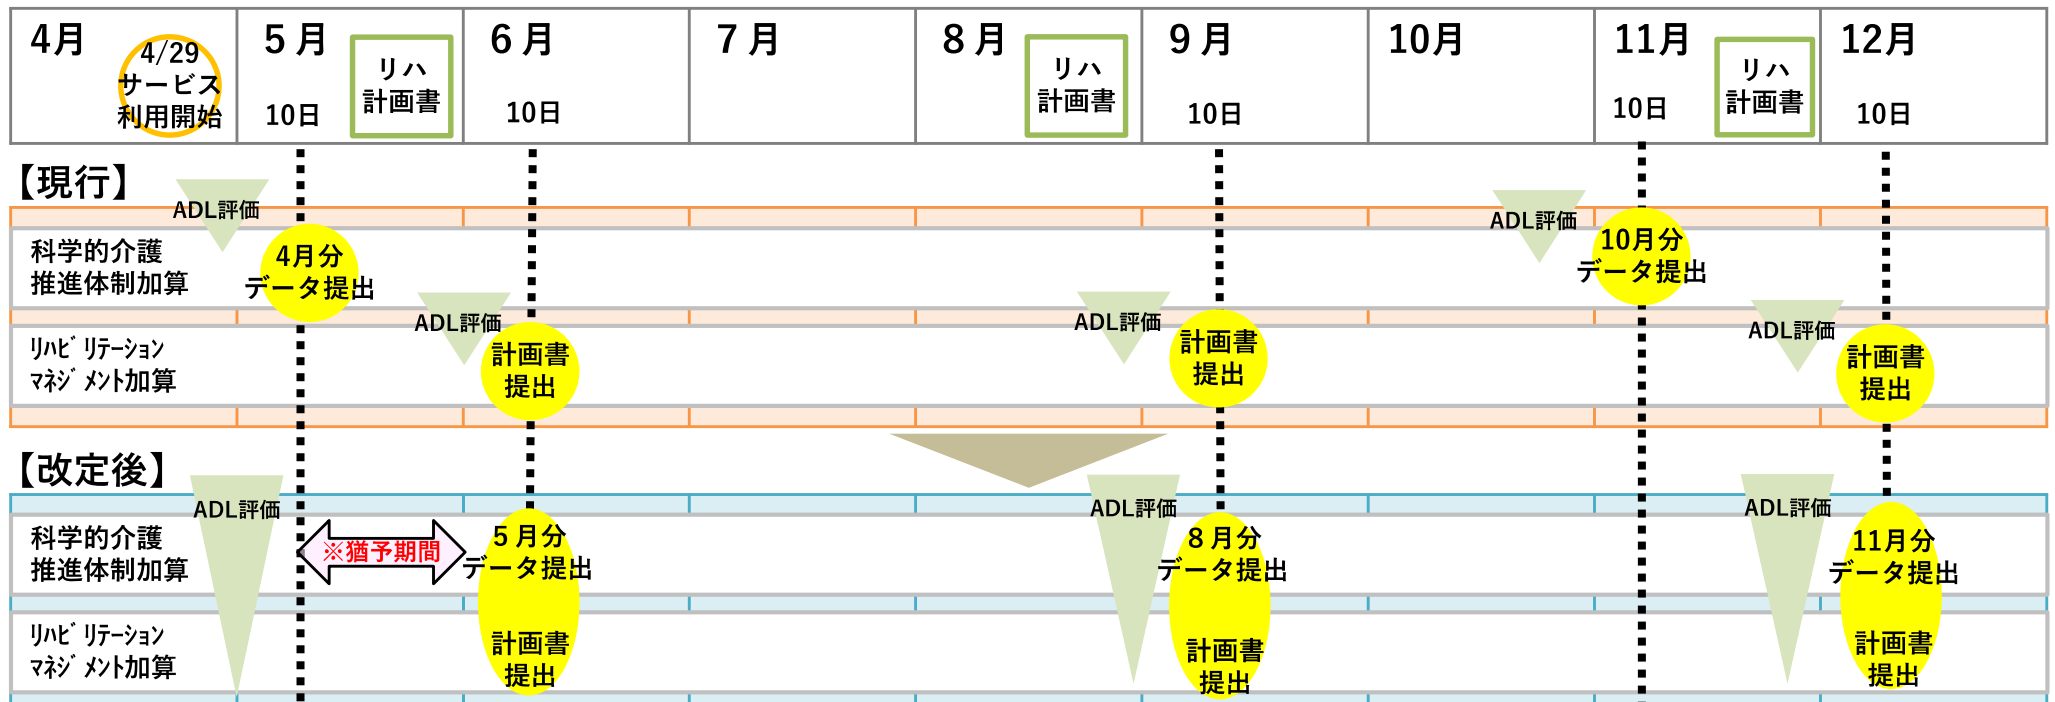 4月
4/29
サービス
利用開始
5月
10日
リハ
計画書
6月
10日
7月
8月
リハ
計画書
9月
10日
10月
11月
10日
リハ
計画書
12月
10日
【現行】
ADL評価
ADL評価
科学的介護
推進体制加算
4月分
データ提出
10月分
データ提出
ADL評価
ADL評価
ADL評価
リハビリテーション
マネジメント加算
計画書
提出
計画書
提出
計画書
提出
【改定後】
ADL評価
ADL評価
ADL評価
科学的介護
推進体制加算
※猶予期間
5月分
データ提出
8月分
データ提出
11月分
データ提出
リハビリテーション
マネジメント加算
計画書
提出
計画書
提出
計画書
提出